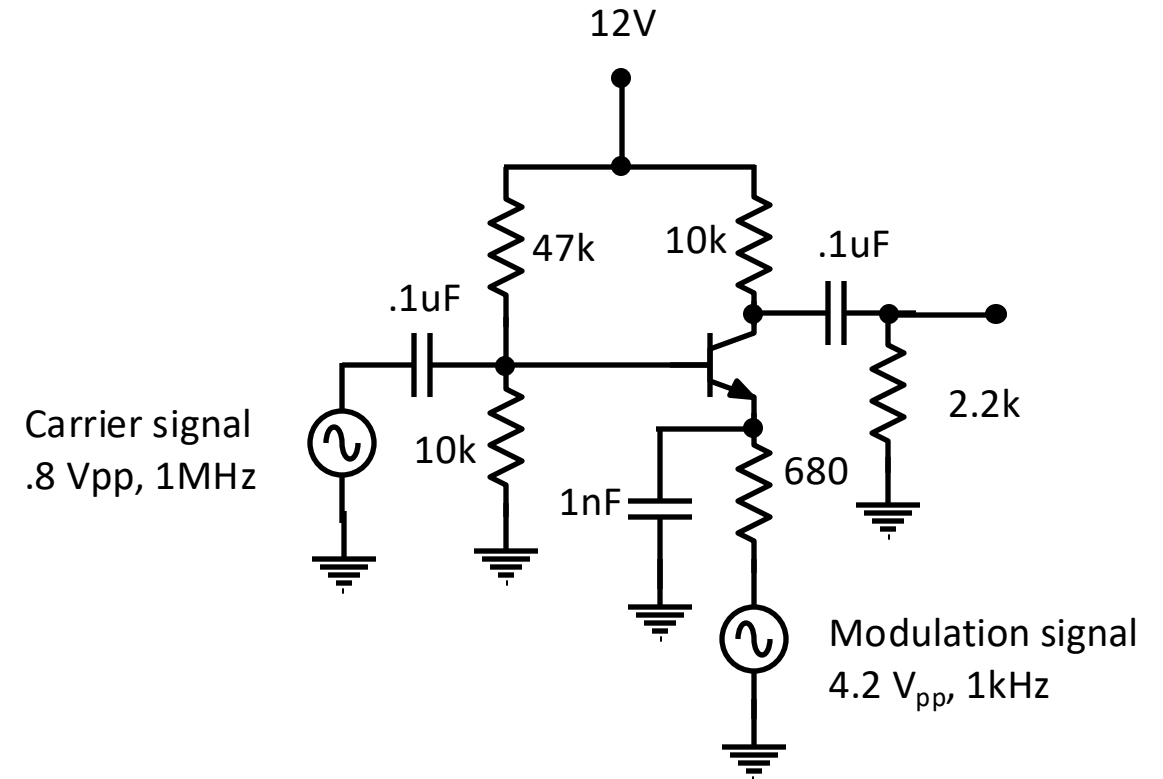 12V
47k
10k
.1uF
.1uF
Carrier signal
.8 Vpp, 1MHz
10k
2.2k
680
1nF
Modulation signal
4.2 Vpp, 1kHz